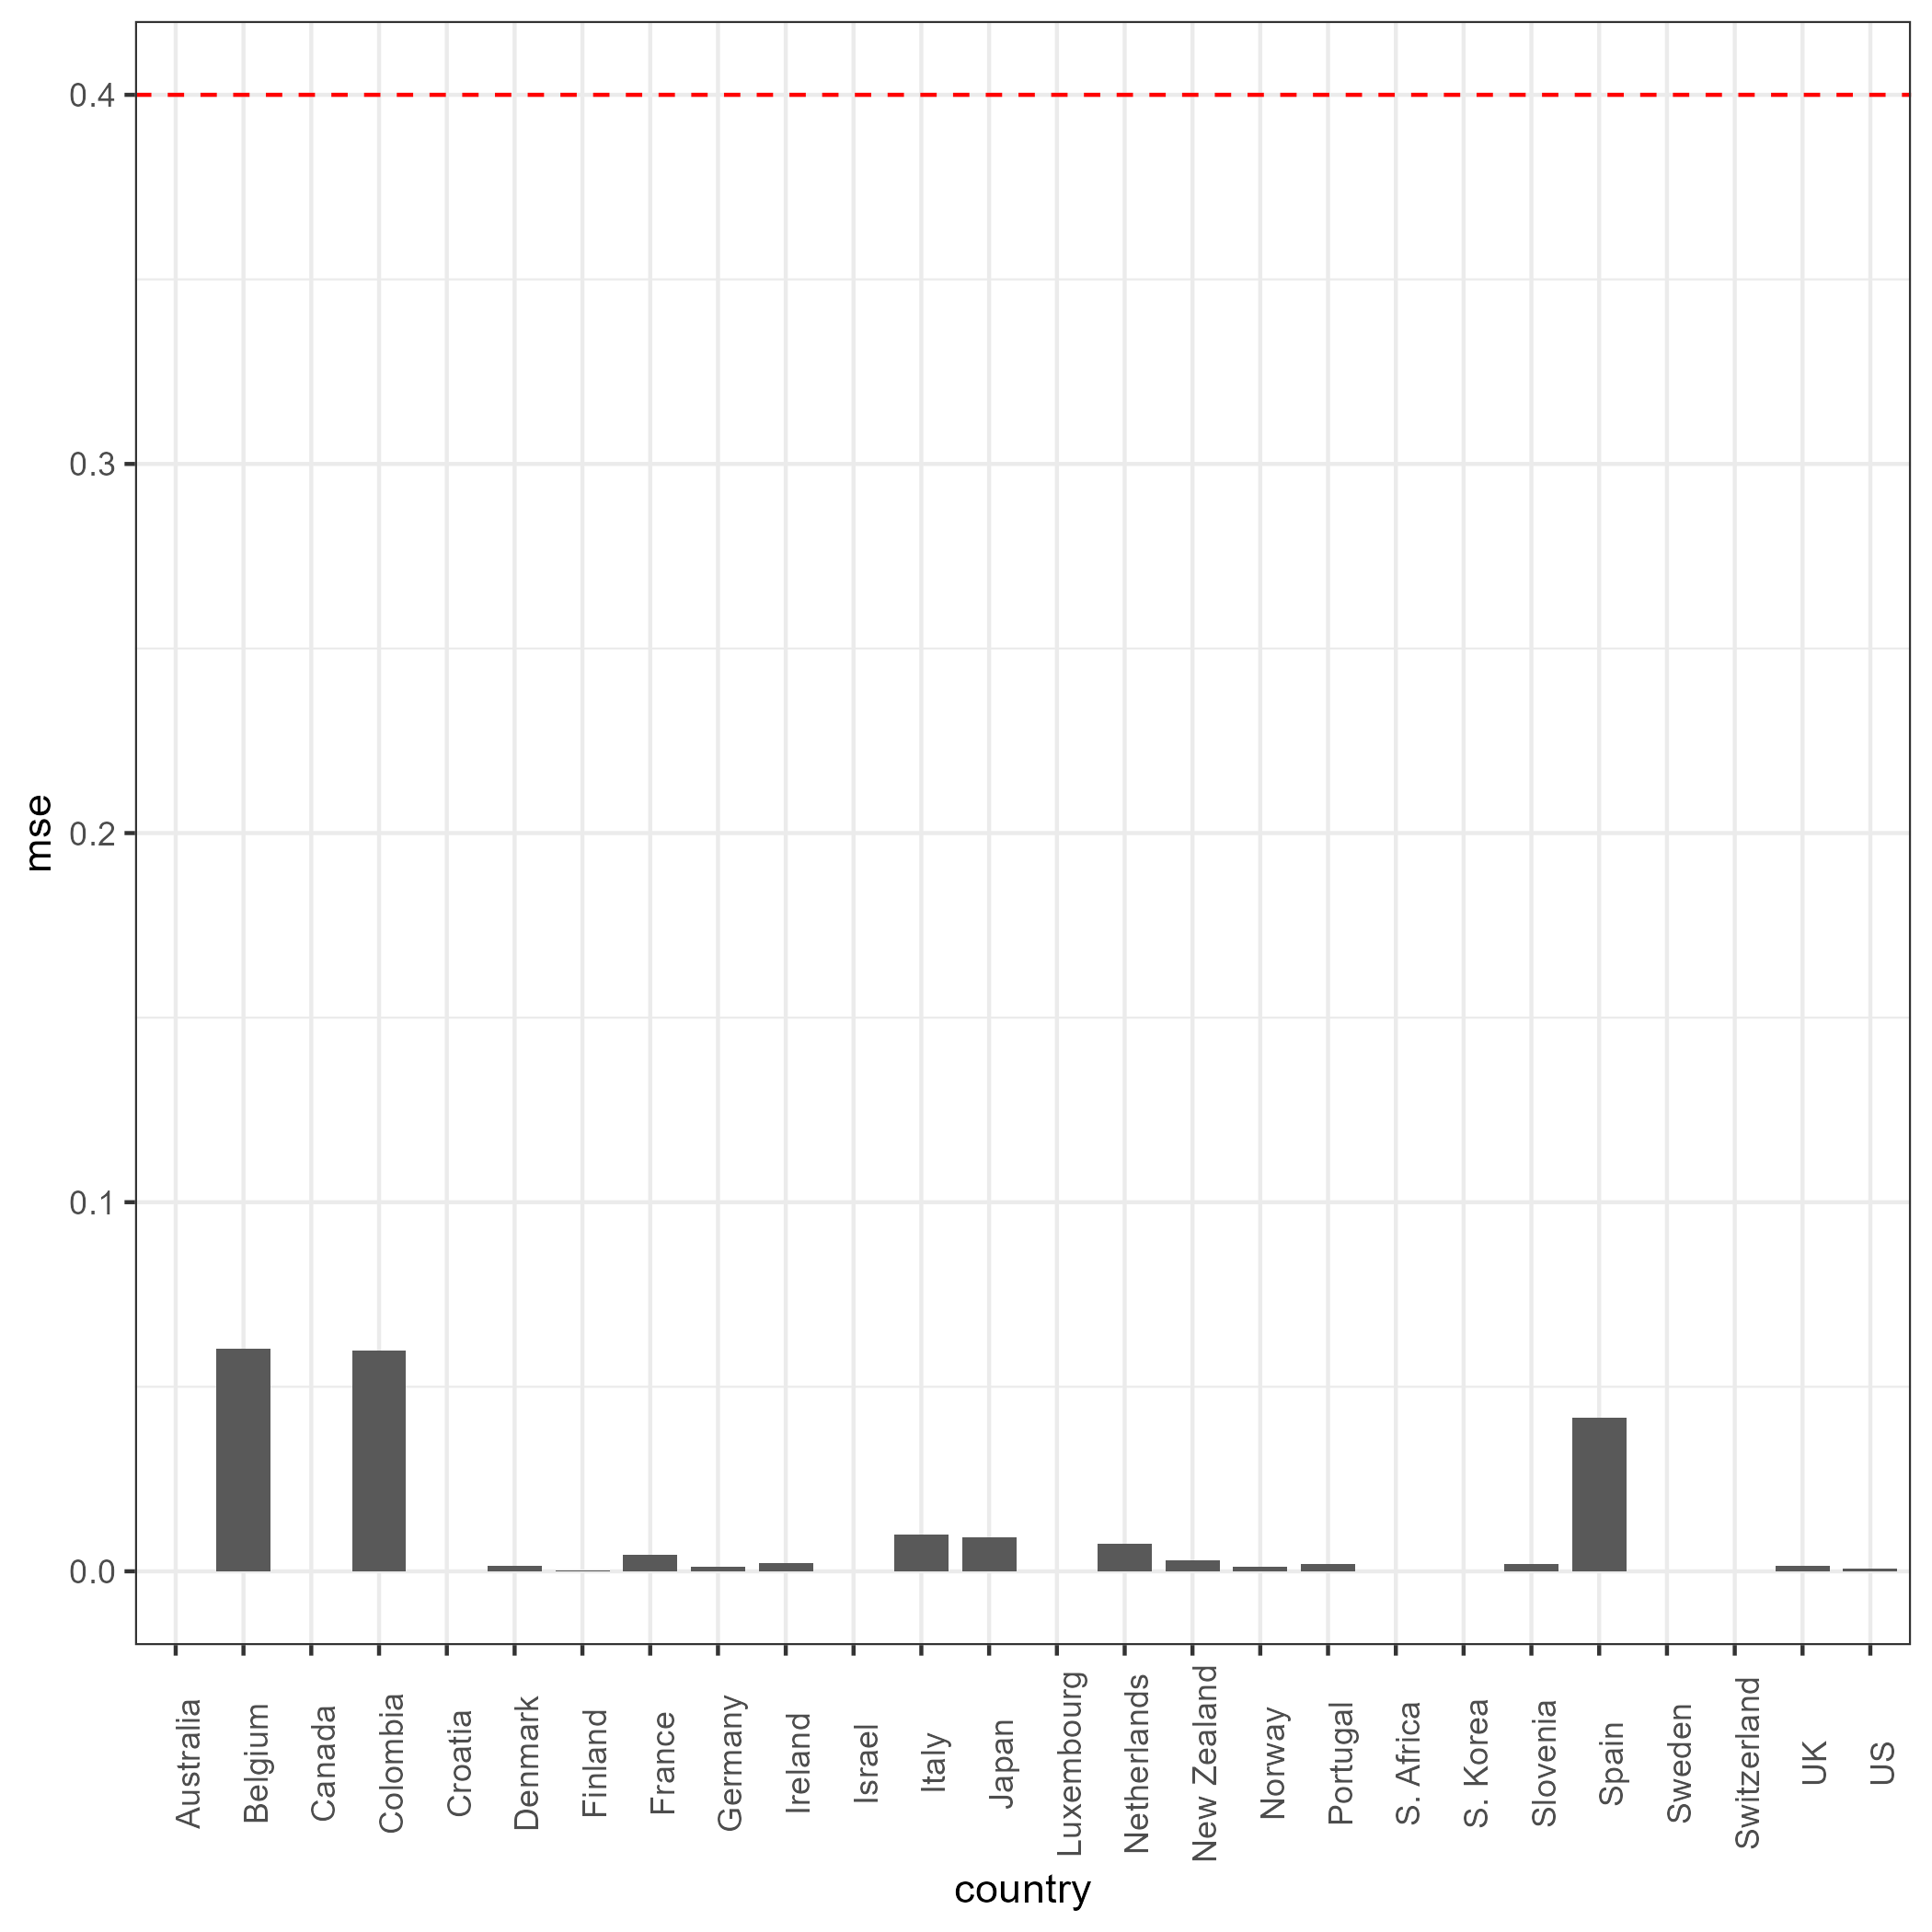 mse
0.4
0.3
0.2
0.1
0.0
Australia
Belgium
Canada
Colombia
Croatia
Denmark
Finland
France
Germany
Ireland
Israel
Italy
Japan
Luxembourg
Netherlands
New Zealand
Norway
Portugal
S. Africa
S. Korea
Slovenia
Spain
Sweden
Switzerland
UK
US
country